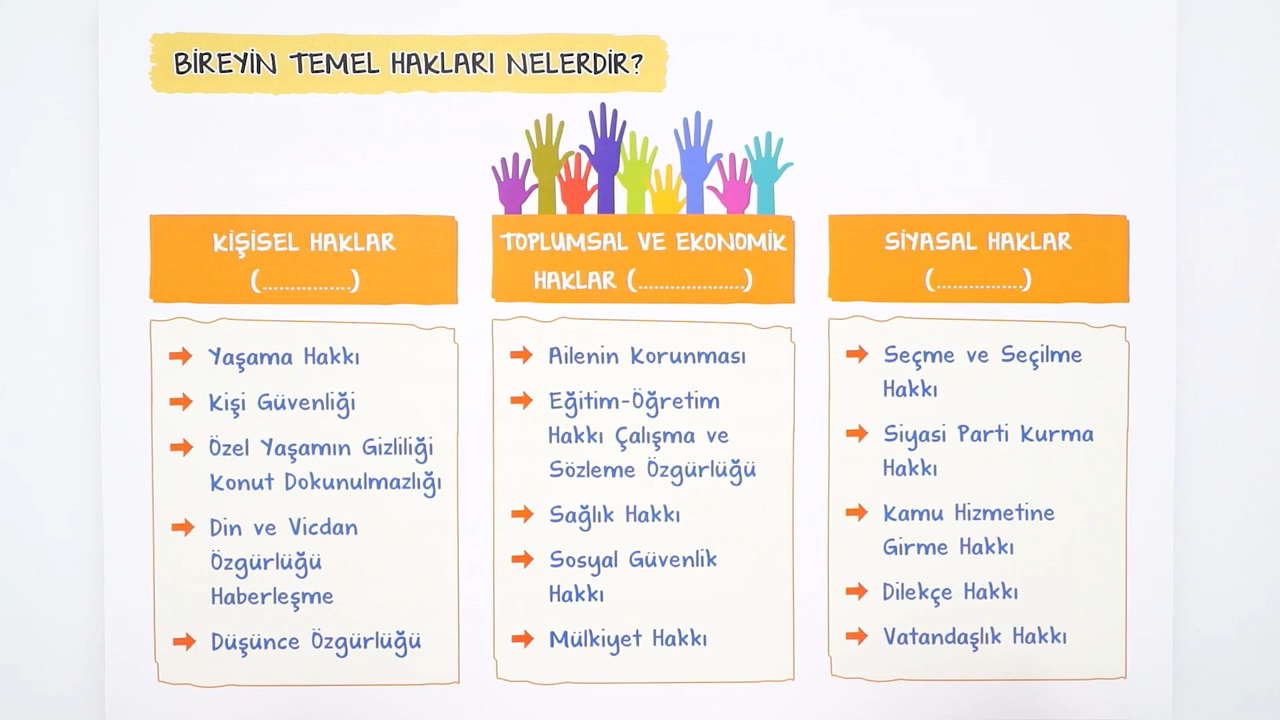 BİREYİN TEMEL HAKLARI NELERDİR?
KİŞİSEL HAKLAR
(................)
Yaşama Hakkı
Kişi Güvenliği
Özel Yaşamın Gizliliği
Konut Dokunulmazlığı
Din ve Vicdan
Özgürlüğü
Haberleşme
Düşünce Özgürlüğü
TOPLUMSAL VE EKONOMİK
HAKLAR (....................)
Ailenin Korunması
Eğitim-Öğretim
Hakkı Çalışma ve
Sözleme Özgürlüğü
Sağlık Hakkı
Sosyal Güvenlik
Hakkı
Mülkiyet Hakkı
SİYASAL HAKLAR
(................)
Seçme ve Seçilme
Hakkı
Siyasi Parti Kurma
Hakkı
Kamu Hizmetine
Girme Hakkı
Dilekçe Hakkı
Vatandaşlık Hakkı